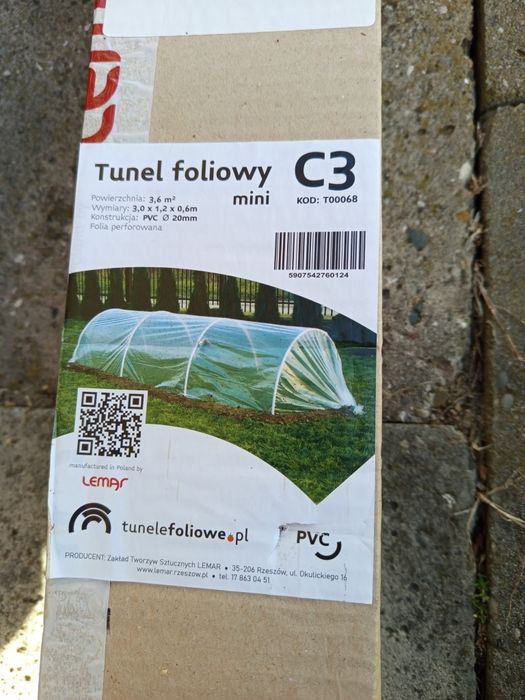 Tunel foliowy C3
mini
KOD: T00068
Powierzchnia: 3,6 m²
Wymiary: 3,0 x 1,2 x 0,6m
Konstrukcja: PVC Ø 20mm
Folia perforowana
5907542760124
manufactured in Poland by
LEMAR
tunelefoliowe.pl
PVC
PRODUCENT: Zakład Tworzyw Sztucznych LEMAR • 35-206 Rzeszów, ul. Okulickiego 16
www.lemar.rzeszow.pl • tel. 17 863 04 51